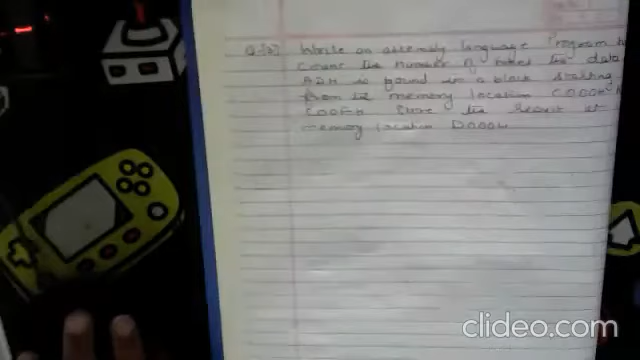 Q-(b) Write an assembly language Program to
count the number of times the data
A2H is found in a block starting
from the memory location C000H to
C00FH store the result at
memory location D000H
clideo.com